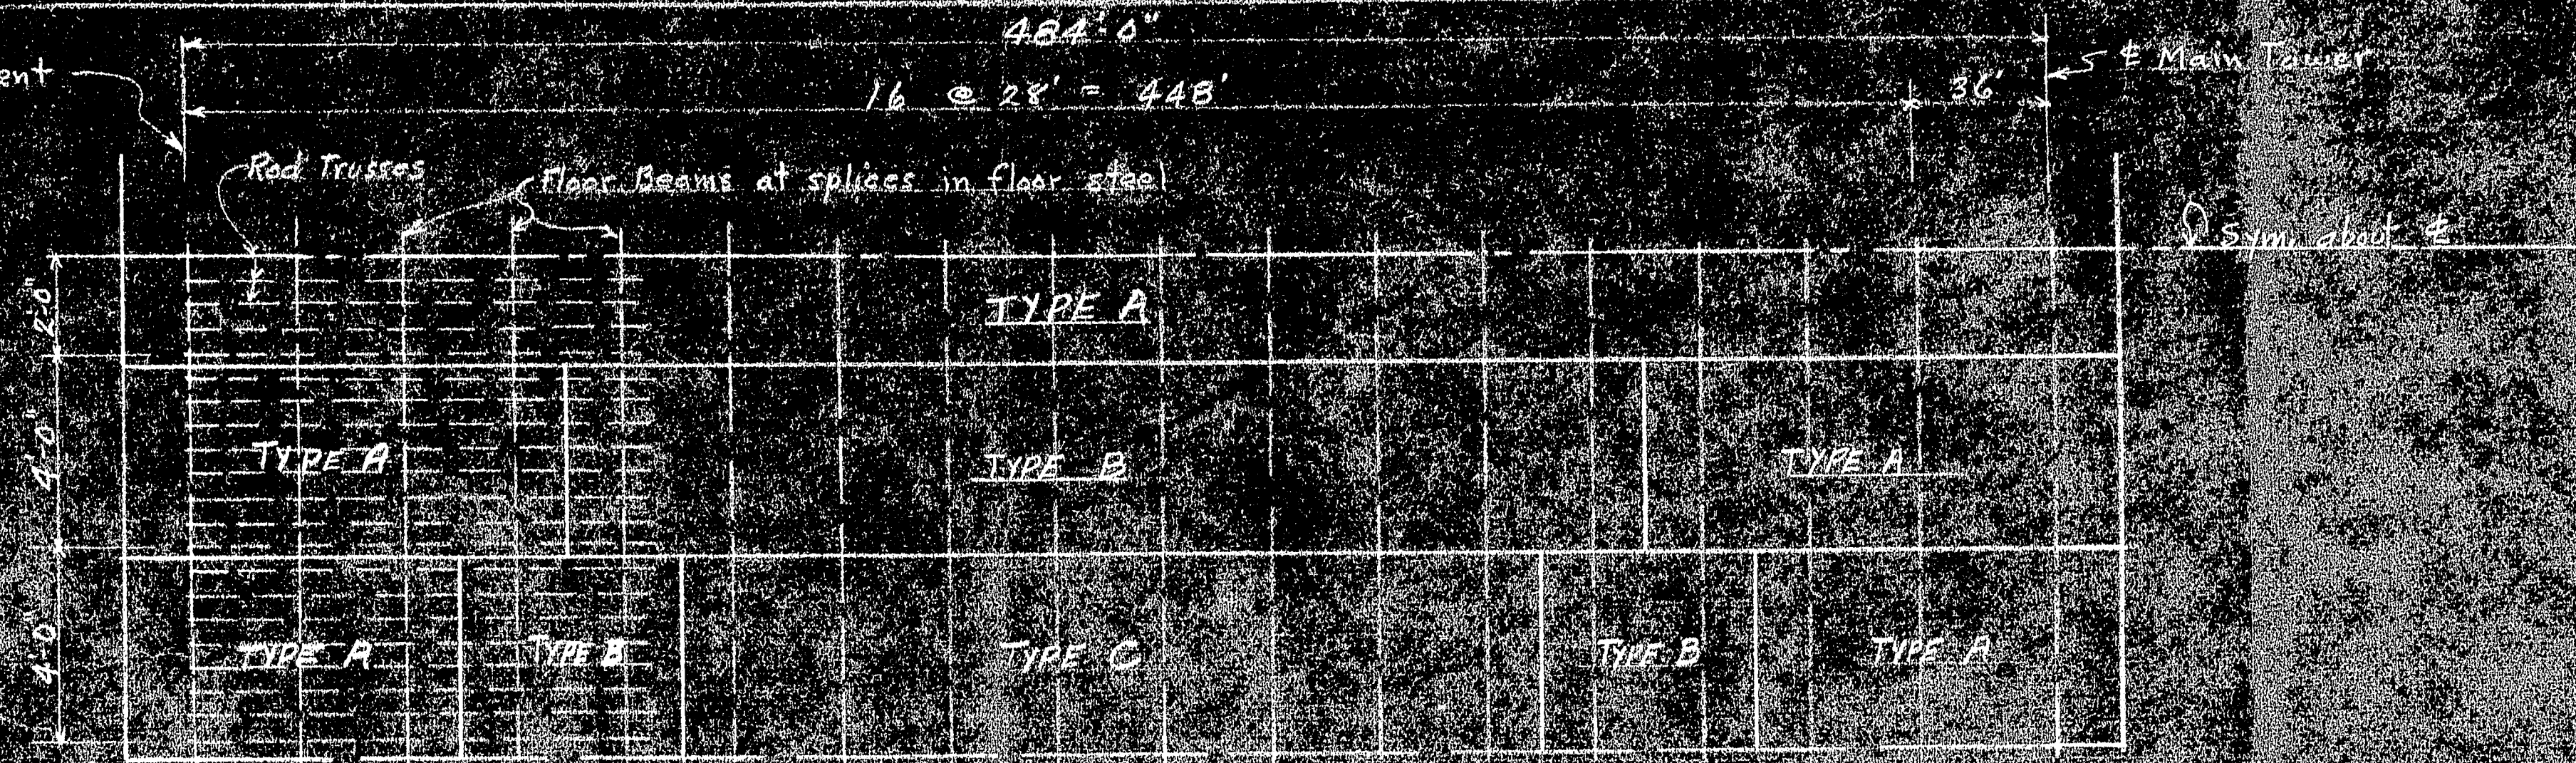 484'-0"
ent
16 @ 28' = 448'
36'
℄ Main Tower
Rod Trusses
Floor Beams at splices in floor steel
Sym. about ℄
2'-0"
TYPE A
4'-0"
TYPE A
TYPE B
TYPE A
4'-0"
TYPE A
TYPE B
TYPE C
TYPE B
TYPE A